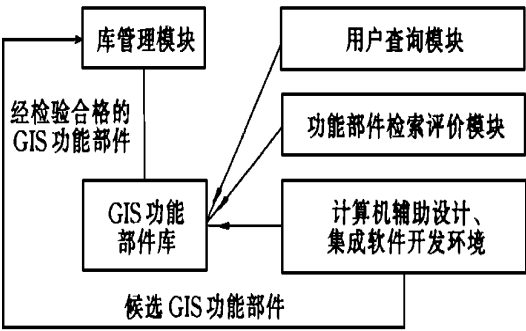 库管理模块
用户查询模块
经检验合格的
GIS 功能部件
功能部件检索评价模块
GIS 功能
部件库
计算机辅助设计、
集成软件开发环境
候选 GIS 功能部件